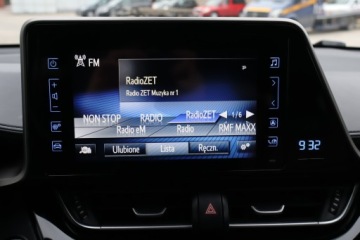 FM
RadioZET
Radio ZET Muzyka nr 1
NON STOP RADIO RadioZET 1/6
Radio eM Radio RMF MAXX
Ulubione Lista Ręczn.
9 32